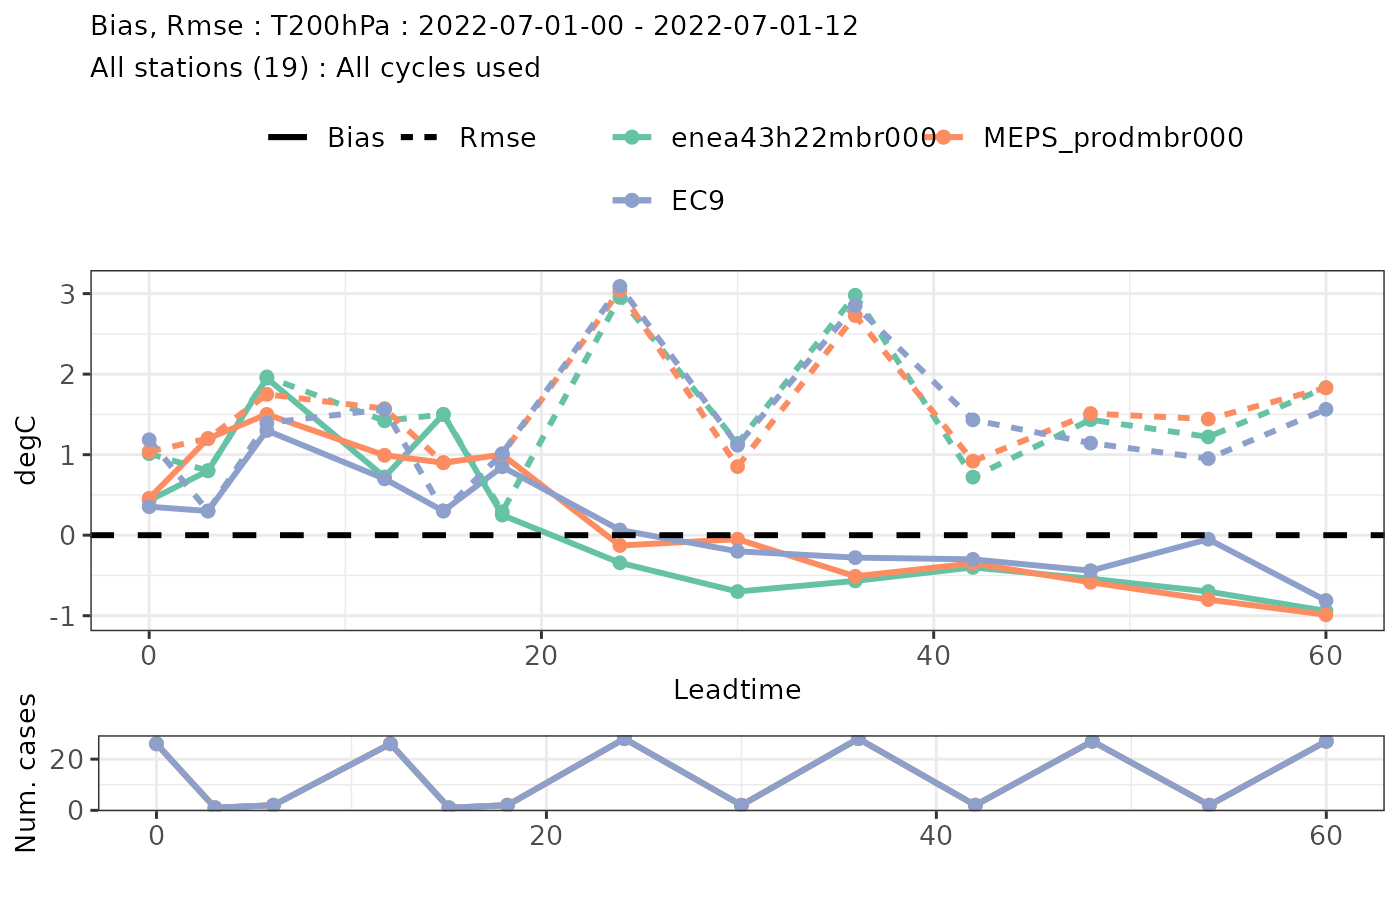 Bias, Rmse : T200hPa : 2022-07-01-00 - 2022-07-01-12
All stations (19) : All cycles used
Bias Rmse enea43h22mbr000 MEPS_prodmbr000
EC9
degC
3
2
1
0
-1
0 20 40 60
Leadtime
Num. cases
20
0
0 20 40 60